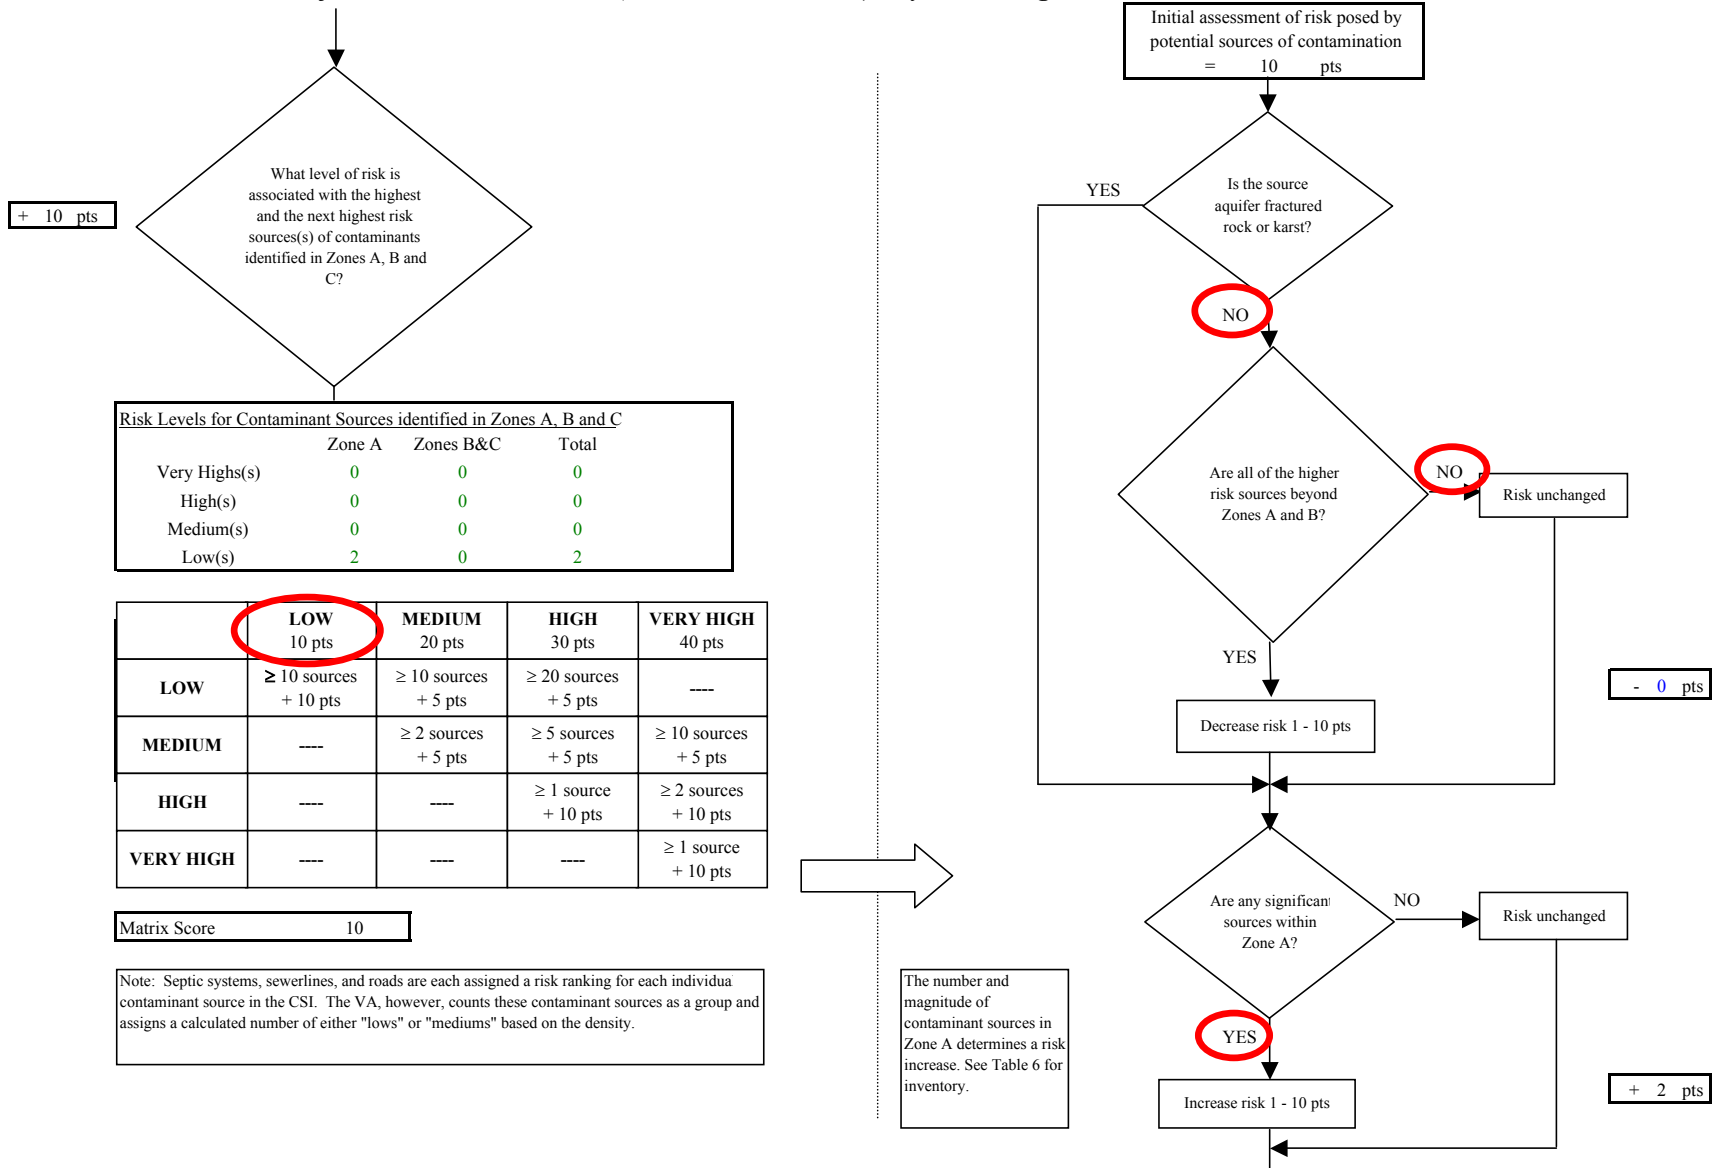 + 10 pts
What level of risk is
associated with the highest
and the next highest risk
sources(s) of contaminants
identified in Zones A, B and
C?
Risk Levels for Contaminant Sources identified in Zones A, B and C
Zone A Zones B&C Total
Very Highs(s) 0 0 0
High(s) 0 0 0
Medium(s) 0 0 0
Low(s) 2 0 2
LOW MEDIUM HIGH VERY HIGH
10 pts 20 pts 30 pts 40 pts
LOW ≥ 10 sources ≥ 10 sources ≥ 20 sources ----
+ 10 pts + 5 pts + 5 pts
MEDIUM ---- ≥ 2 sources ≥ 5 sources ≥ 10 sources
+ 5 pts + 5 pts + 5 pts
HIGH ---- ---- ≥ 1 source ≥ 2 sources
+ 10 pts + 10 pts
VERY HIGH ---- ---- ---- ≥ 1 source
+ 10 pts
Matrix Score 10
Note: Septic systems, sewerlines, and roads are each assigned a risk ranking for each individua
contaminant source in the CSI. The VA, however, counts these contaminant sources as a group and
assigns a calculated number of either "lows" or "mediums" based on the density.
Initial assessment of risk posed by
potential sources of contamination
= 10 pts
Is the source
aquifer fractured
rock or karst?
YES
NO
Are all of the higher
risk sources beyond
Zones A and B?
NO
Risk unchanged
YES
Decrease risk 1 - 10 pts
- 0 pts
Are any significant
sources within
Zone A?
NO
Risk unchanged
YES
The number and
magnitude of
contaminant sources in
Zone A determines a risk
increase. See Table 6 for
inventory.
Increase risk 1 - 10 pts
+ 2 pts